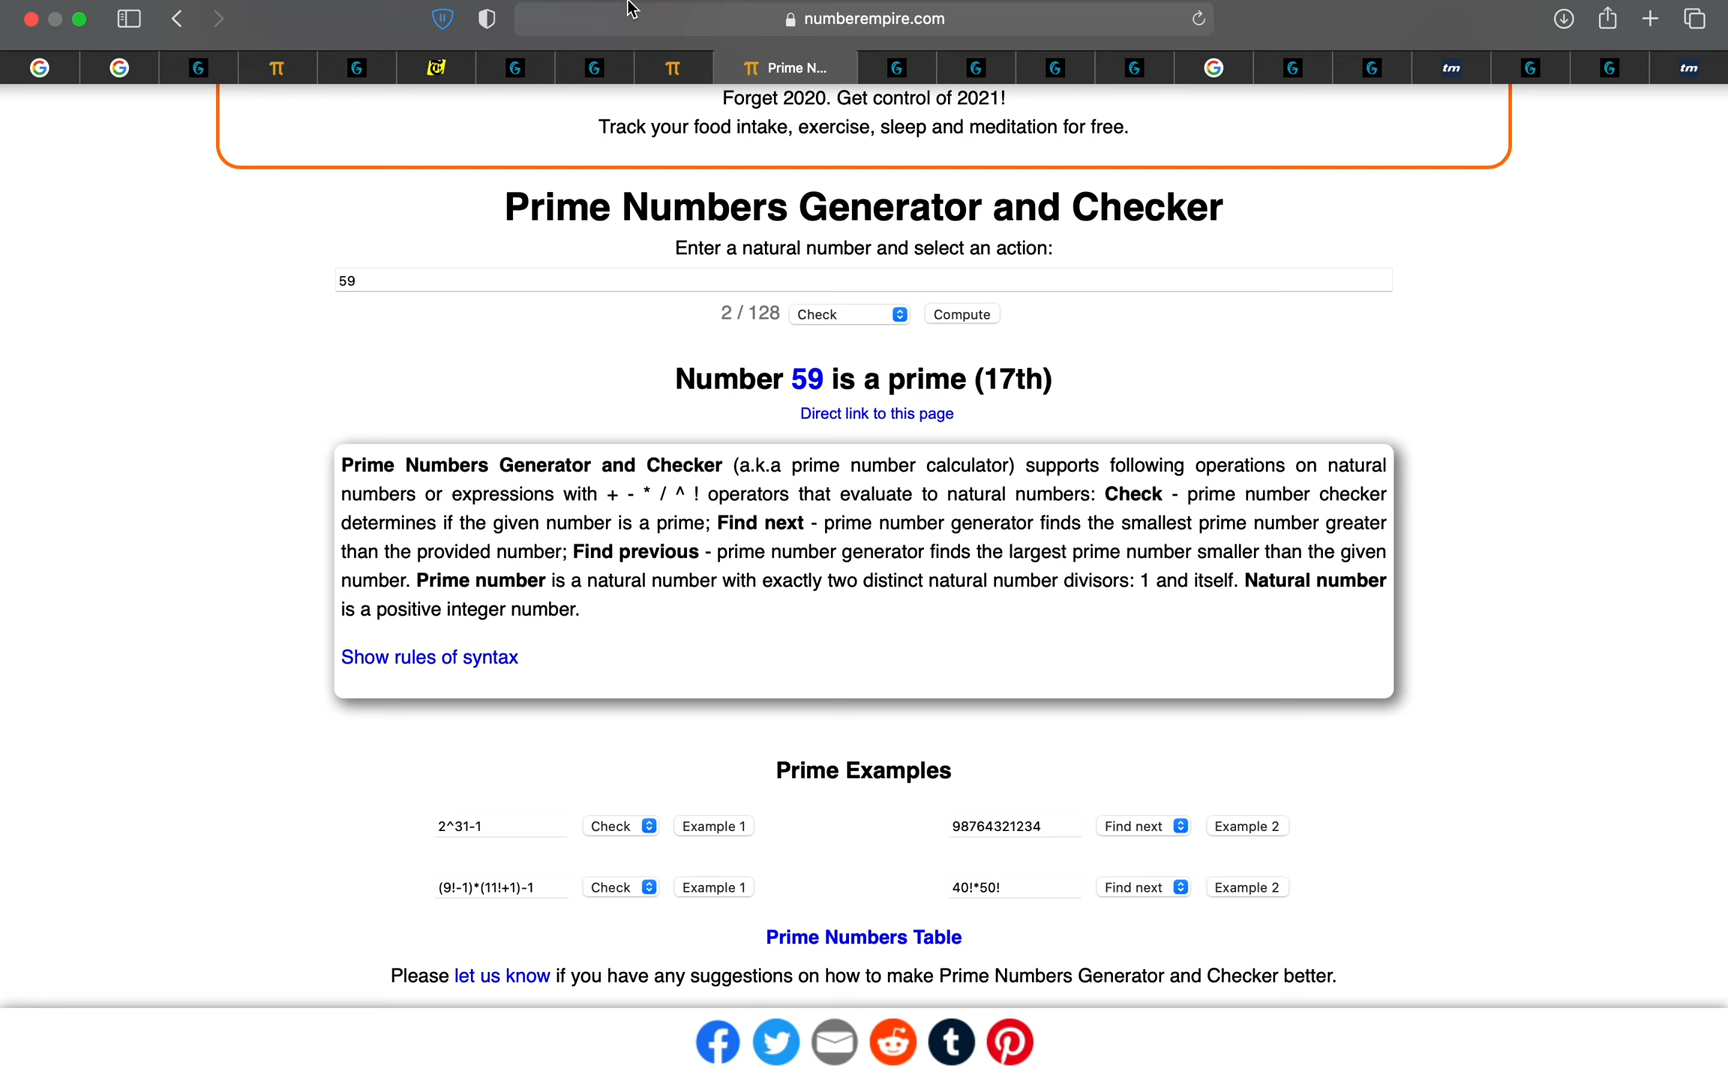 numberempire.com
π
π
π Prime N...
tm
tm
Forget 2020. Get control of 2021!
Track your food intake, exercise, sleep and meditation for free.
Prime Numbers Generator and Checker
Enter a natural number and select an action:
59
2 / 128 Check Compute
Number 59 is a prime (17th)
Direct link to this page
Prime Numbers Generator and Checker (a.k.a prime number calculator) supports following operations on natural
numbers or expressions with + - * / ^ ! operators that evaluate to natural numbers: Check - prime number checker
determines if the given number is a prime; Find next - prime number generator finds the smallest prime number greater
than the provided number; Find previous - prime number generator finds the largest prime number smaller than the given
number. Prime number is a natural number with exactly two distinct natural number divisors: 1 and itself. Natural number
is a positive integer number.
Show rules of syntax
Prime Examples
2^31-1 Check Example 1 98764321234 Find next Example 2
(9!-1)*(11!+1)-1 Check Example 1 40!*50! Find next Example 2
Prime Numbers Table
Please let us know if you have any suggestions on how to make Prime Numbers Generator and Checker better.